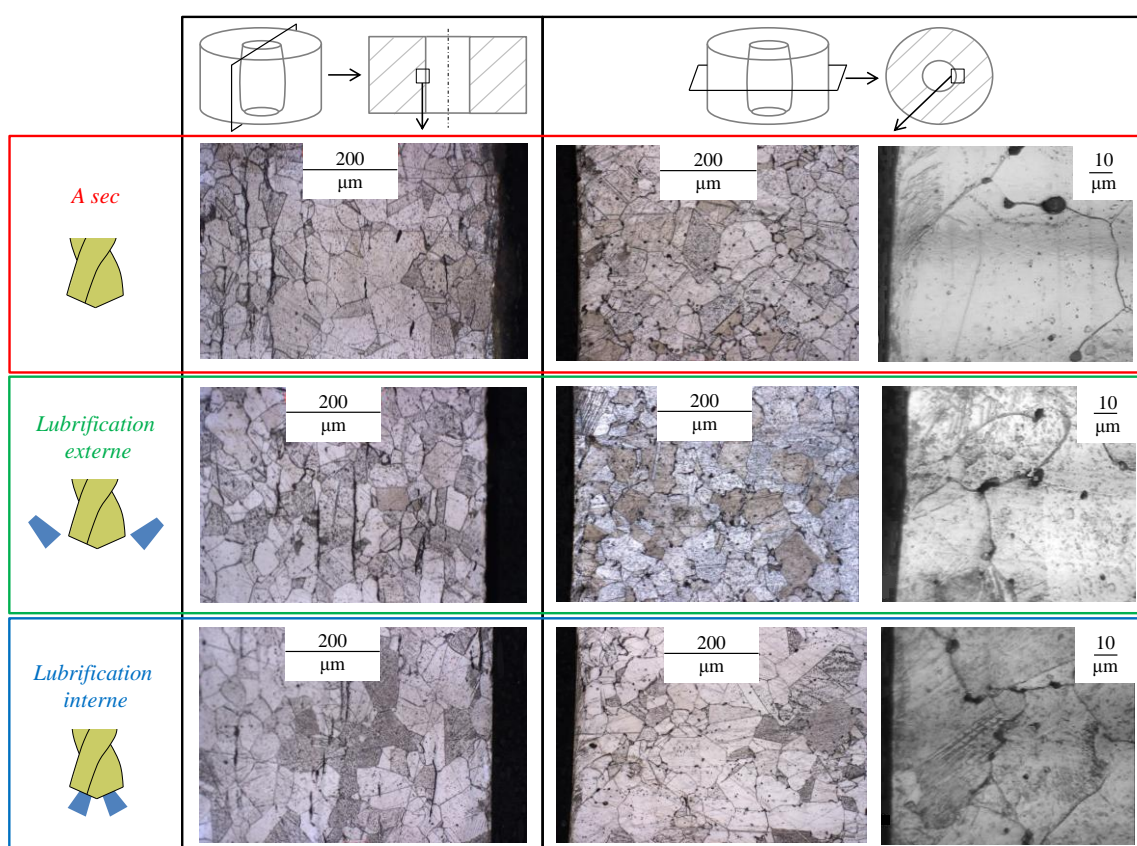 A sec
200
μm
200
μm
10
μm
Lubrification
externe
200
μm
200
μm
10
μm
Lubrification
interne
200
μm
200
μm
10
μm